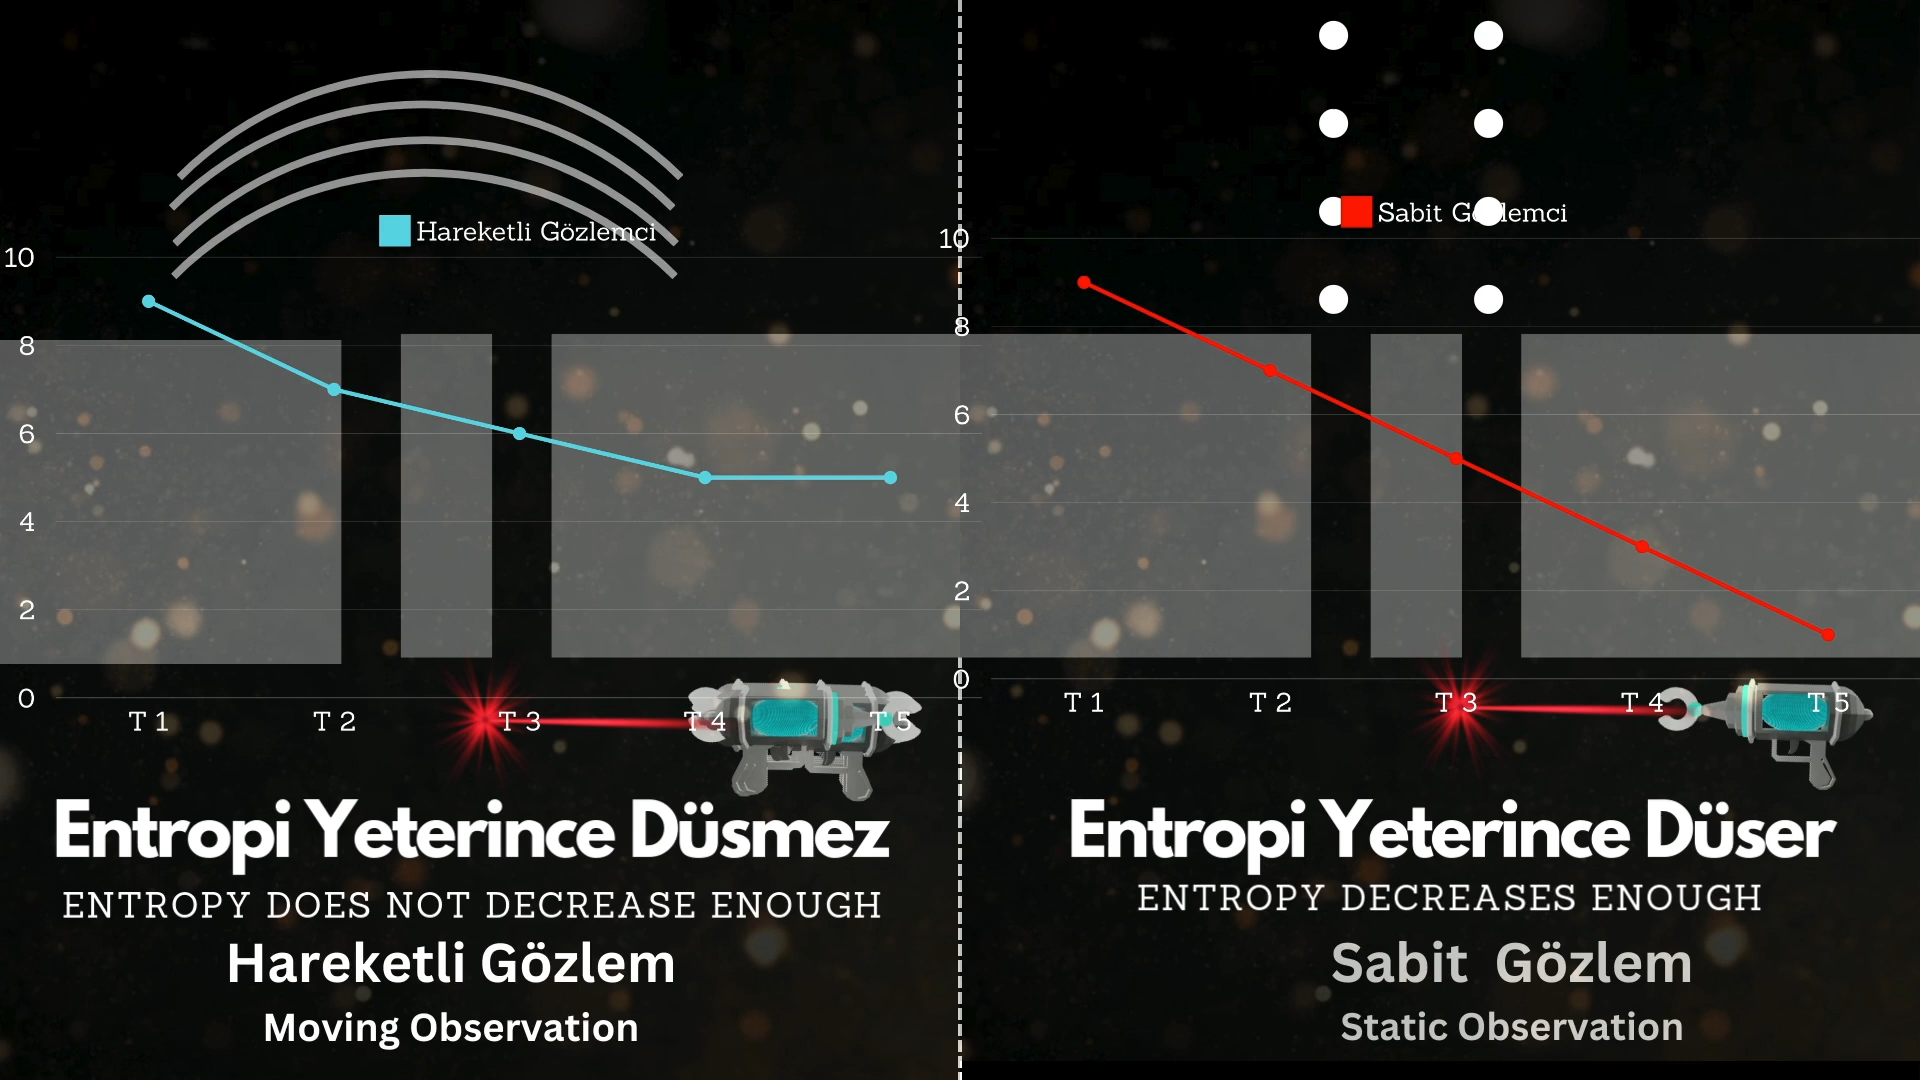 Hareketli Gözlemci
10
8
6
4
2
0
T 1
T 2
T 3
T 4
T 5
Entropi Yeterince Düsmez
ENTROPY DOES NOT DECREASE ENOUGH
Hareketli Gözlem
Moving Observation
Sabit Gözlemci
10
8
6
4
2
0
T 1
T 2
T 3
T 4
T 5
Entropi Yeterince Düser
ENTROPY DECREASES ENOUGH
Sabit Gözlem
Static Observation